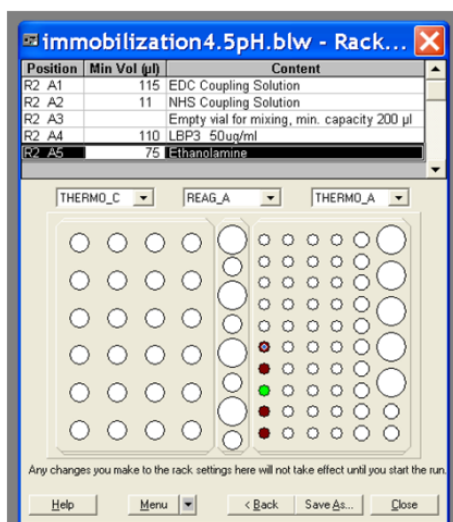 immobilization4.5pH.blw - Rack...
Position Min Vol (µl) Content
R2 A1 115 EDC Coupling Solution
R2 A2 11 NHS Coupling Solution
R2 A3 Empty vial for mixing, min. capacity 200 µl
R2 A4 110 LBP3 50ug/ml
R2 A5 75 Ethanolamine
THERMO_C REAG_A THERMO_A
Any changes you make to the rack settings here will not take effect until you start the run.
Help Menu < Back Save As... Close